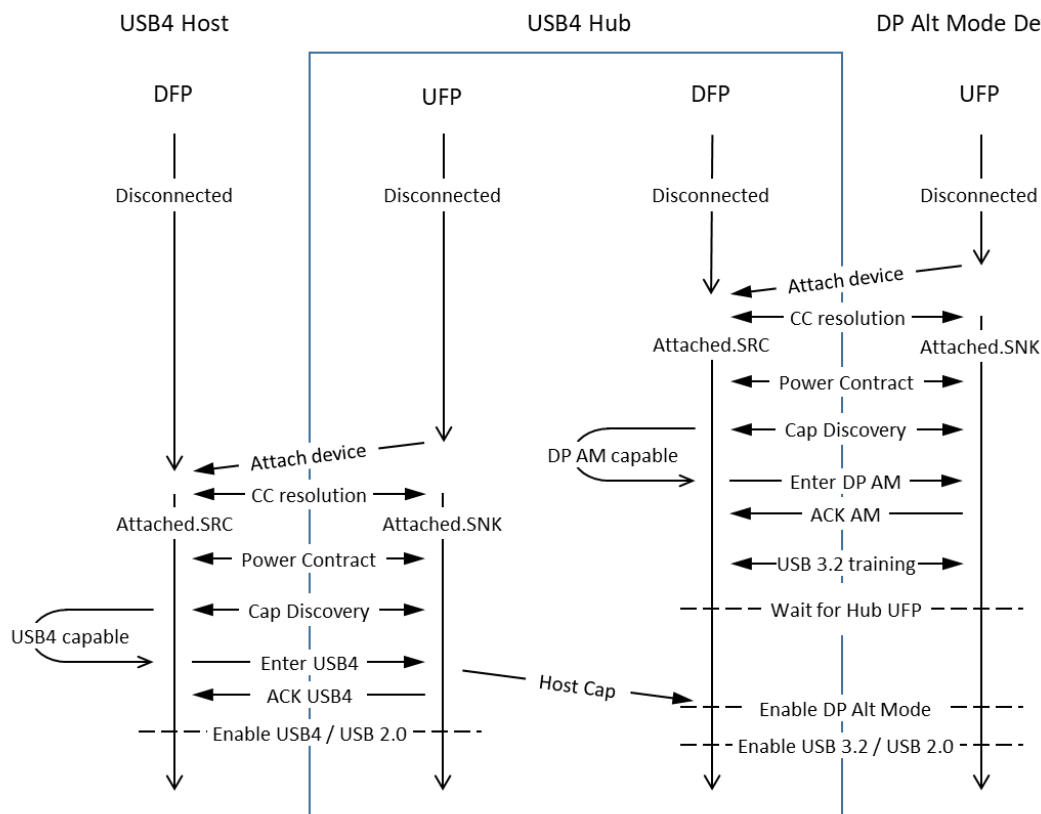 USB4 Host
USB4 Hub
DP Alt Mode De
DFP
UFP
DFP
UFP
Disconnected
Disconnected
Disconnected
Disconnected
Attach device
CC resolution
Attached.SRC
Attached.SNK
Power Contract
Cap Discovery
DP AM capable
Enter DP AM
ACK AM
USB 3.2 training
Wait for Hub UFP
Attach device
CC resolution
Attached.SRC
Attached.SNK
Power Contract
Cap Discovery
USB4 capable
Enter USB4
ACK USB4
Host Cap
Enable USB4 / USB 2.0
Enable DP Alt Mode
Enable USB 3.2 / USB 2.0